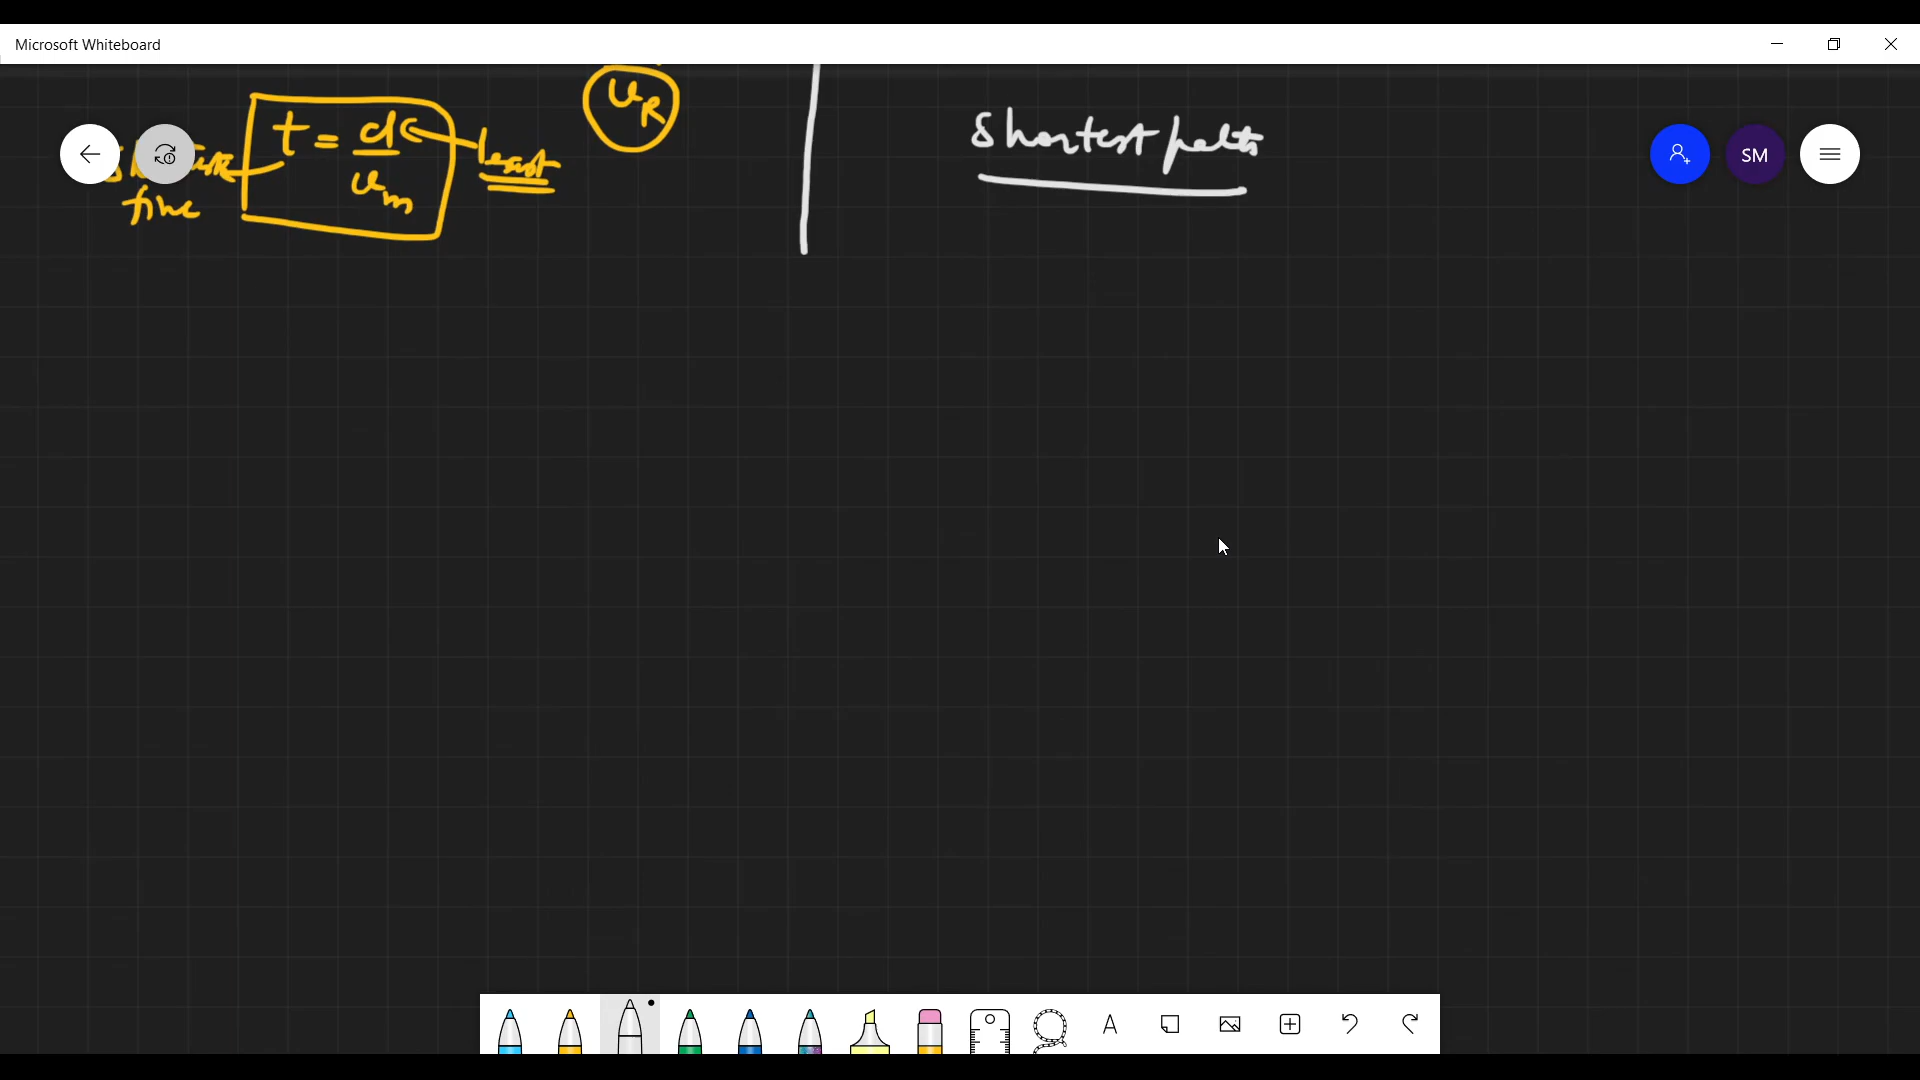 Microsoft Whiteboard
u_R
t = d/u_m
least
time
Shortest path
SM